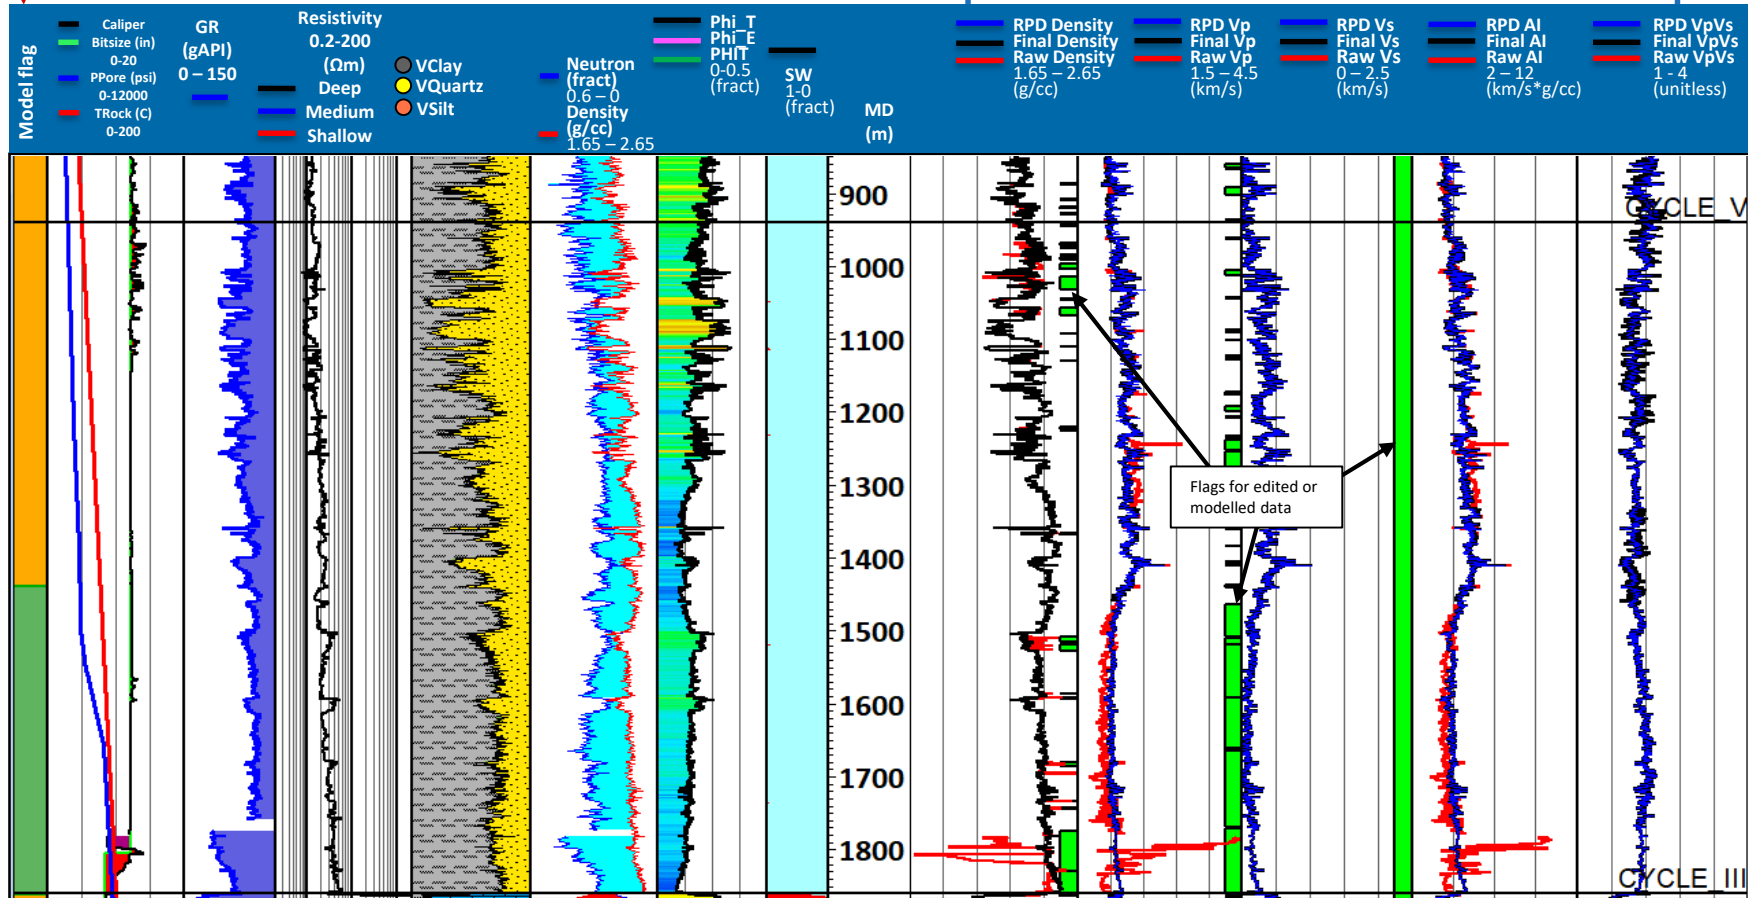 Model flag
Caliper
Bitsize (in)
0-20
PPore (psi)
0-12000
TRock (C)
0-200
GR
(gAPI)
0 – 150
Resistivity
0.2-200
(Ωm)
Deep
Medium
Shallow
VClay
VQuartz
VSilt
Neutron
(fract)
0.6 – 0
Density
(g/cc)
1.65 – 2.65
Phi_T
Phi_E
PHIT
0-0.5
(fract)
SW
1-0
(fract)
MD
(m)
RPD Density
Final Density
Raw Density
1.65 – 2.65
(g/cc)
RPD Vp
Final Vp
Raw Vp
1.5 – 4.5
(km/s)
RPD Vs
Final Vs
Raw Vs
0 – 2.5
(km/s)
RPD AI
Final AI
Raw AI
2 – 12
(km/s*g/cc)
RPD VpVs
Final VpVs
Raw VpVs
1 - 4
(unitless)
900
CYCLE_V
1000
1100
1200
1300
Flags for edited or
modelled data
1400
1500
1600
1700
1800
CYCLE_III